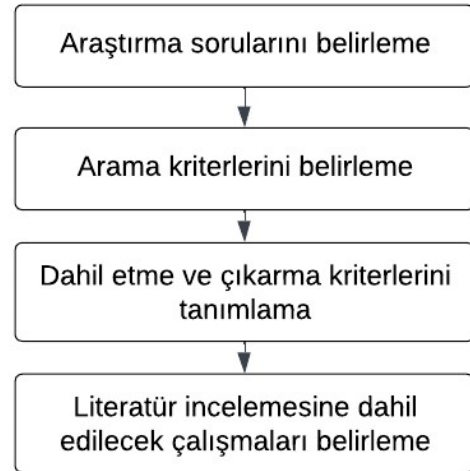 Araştırma sorularını belirleme
Arama kriterlerini belirleme
Dahil etme ve çıkarma kriterlerini
tanımlama
Literatür incelemesine dahil
edilecek çalışmaları belirleme